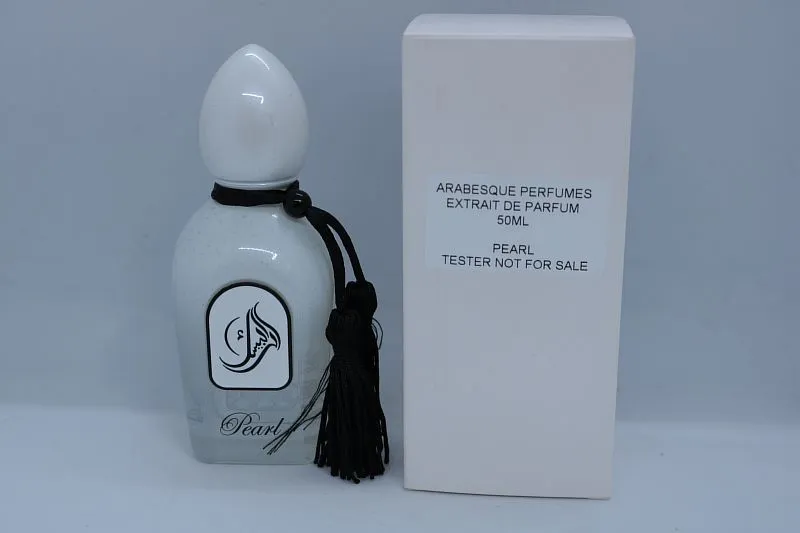 Pearl
ARABESQUE PERFUMES
EXTRAIT DE PARFUM
50ML
PEARL
TESTER NOT FOR SALE